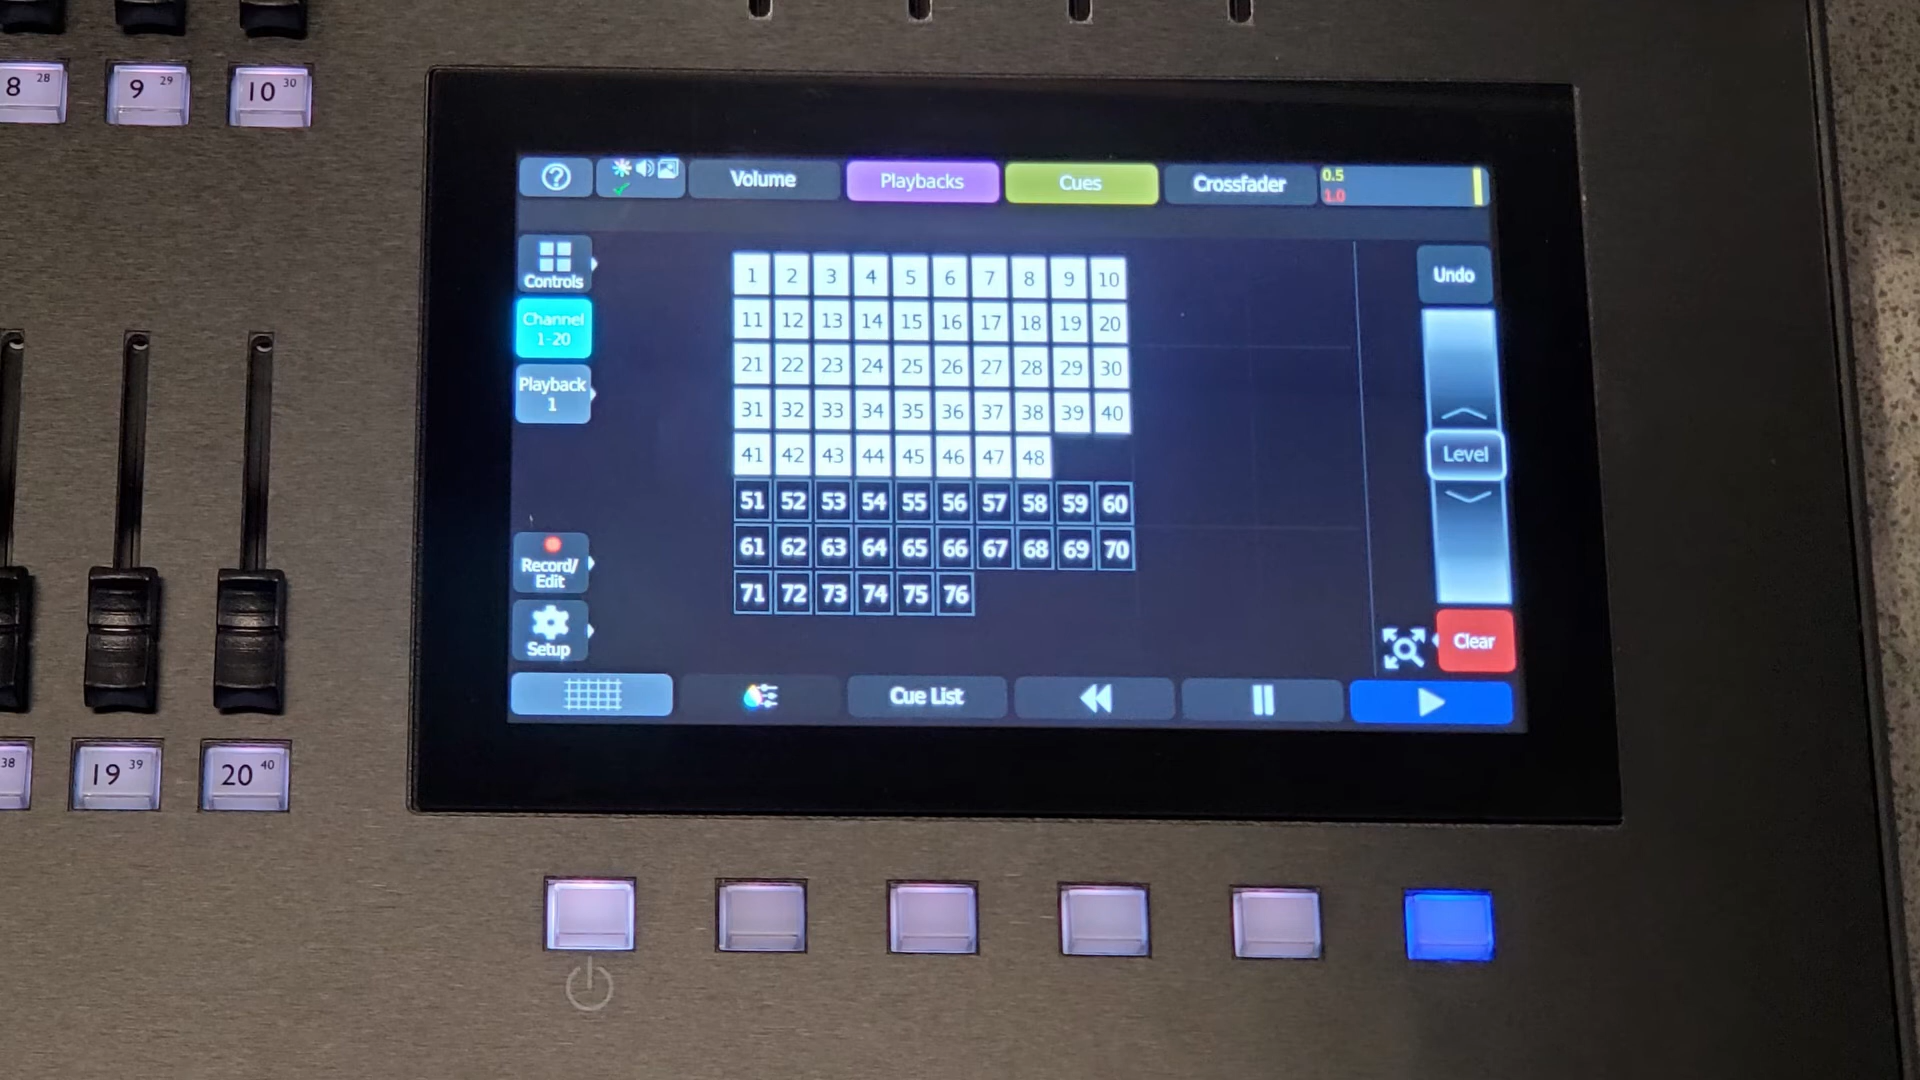 8 28
9 29
10 30
?
Volume
Playbacks
Cues
Crossfader
0.5
1.0
Controls
Channel
1-20
Playback
1
Record/
Edit
Setup
1 2 3 4 5 6 7 8 9 10
11 12 13 14 15 16 17 18 19 20
21 22 23 24 25 26 27 28 29 30
31 32 33 34 35 36 37 38 39 40
41 42 43 44 45 46 47 48
51 52 53 54 55 56 57 58 59 60
61 62 63 64 65 66 67 68 69 70
71 72 73 74 75 76
Undo
Level
Clear
Cue List
38
19 39
20 40